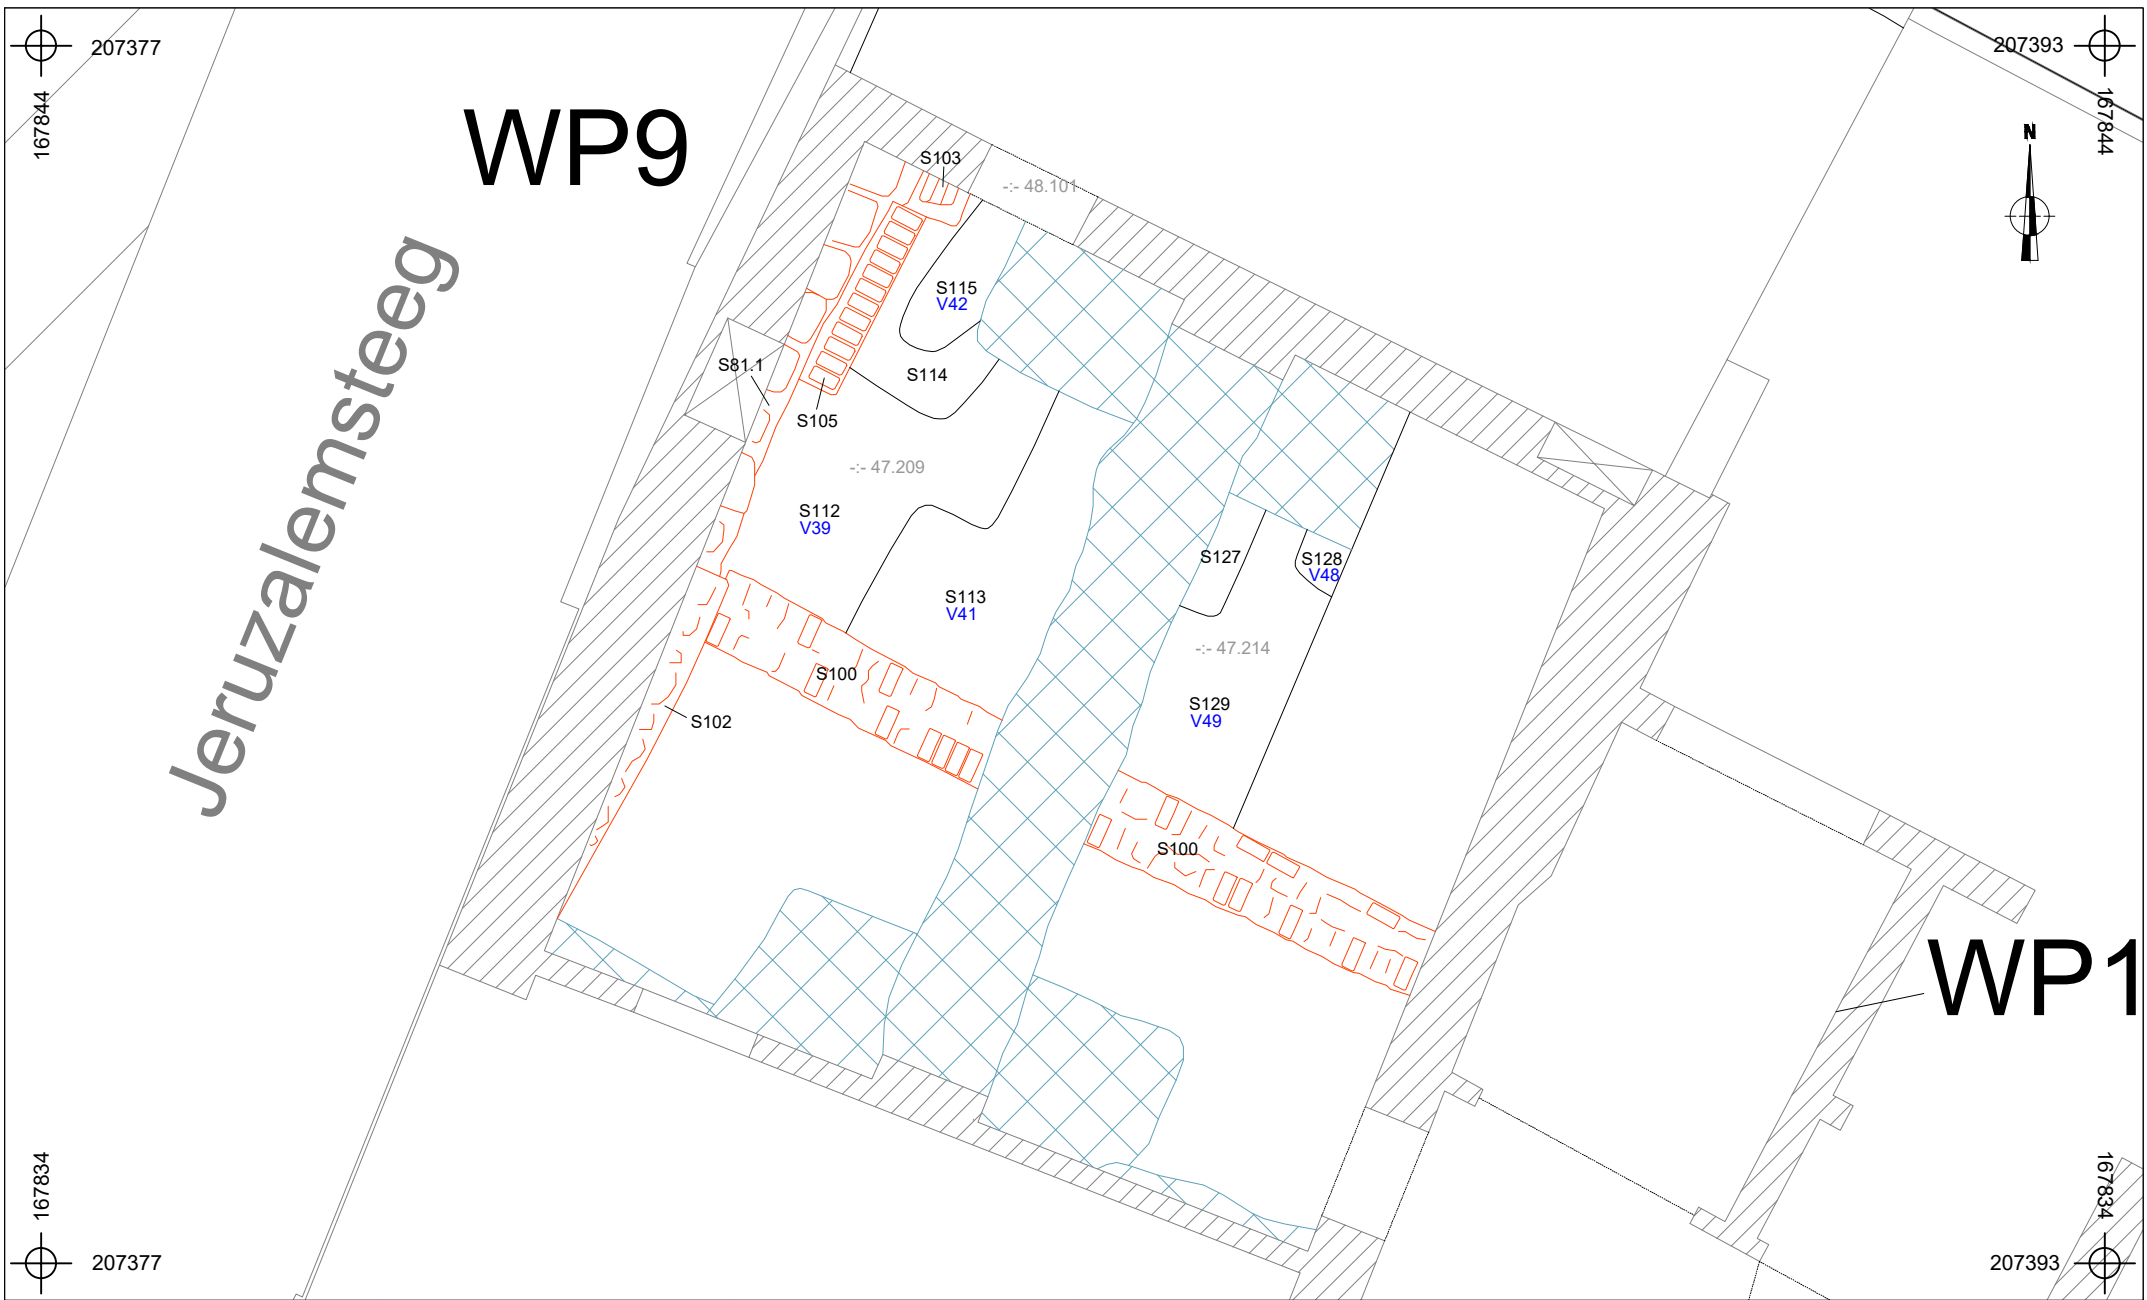 207377
207393
167844
167844
WP9
N
S103
-:- 48.101
Jeruzalemsteeg
S115
V42
S81.1
S114
S105
-:- 47.209
S112
V39
S127
S128
V48
S113
V41
-:- 47.214
S100
S129
V49
S102
S100
WP1
167834
167834
207377
207393